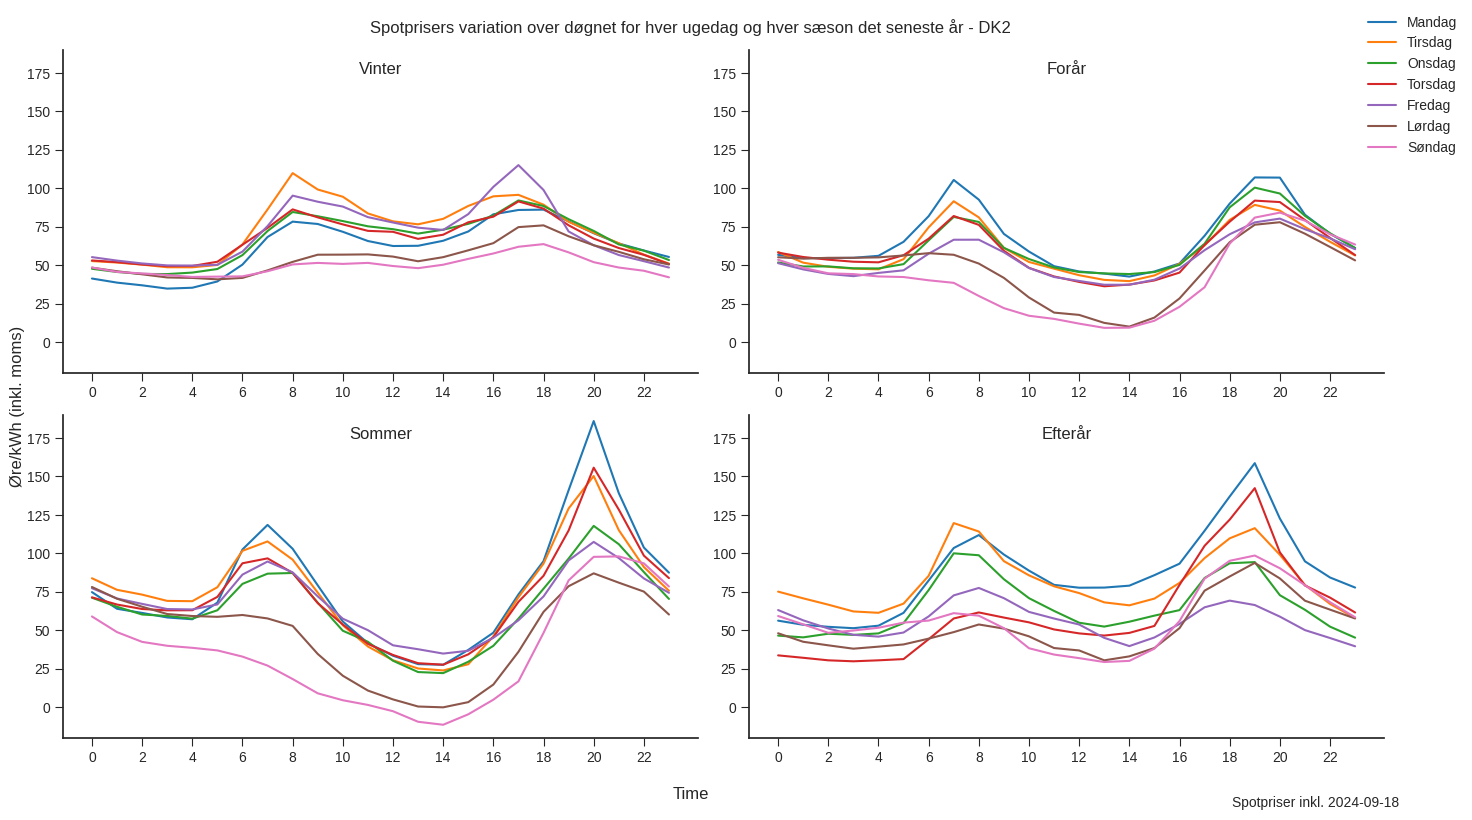 Spotprisers variation over døgnet for hver ugedag og hver sæson det seneste år - DK2
Mandag
Tirsdag
Onsdag
Torsdag
Fredag
Lørdag
Søndag
Vinter
175
150
125
100
75
50
25
0
0 2 4 6 8 10 12 14 16 18 20 22
Forår
175
150
125
100
75
50
25
0
0 2 4 6 8 10 12 14 16 18 20 22
Øre/kWh (inkl. moms)
Sommer
175
150
125
100
75
50
25
0
0 2 4 6 8 10 12 14 16 18 20 22
Efterår
175
150
125
100
75
50
25
0
0 2 4 6 8 10 12 14 16 18 20 22
Time
Spotpriser inkl. 2024-09-18